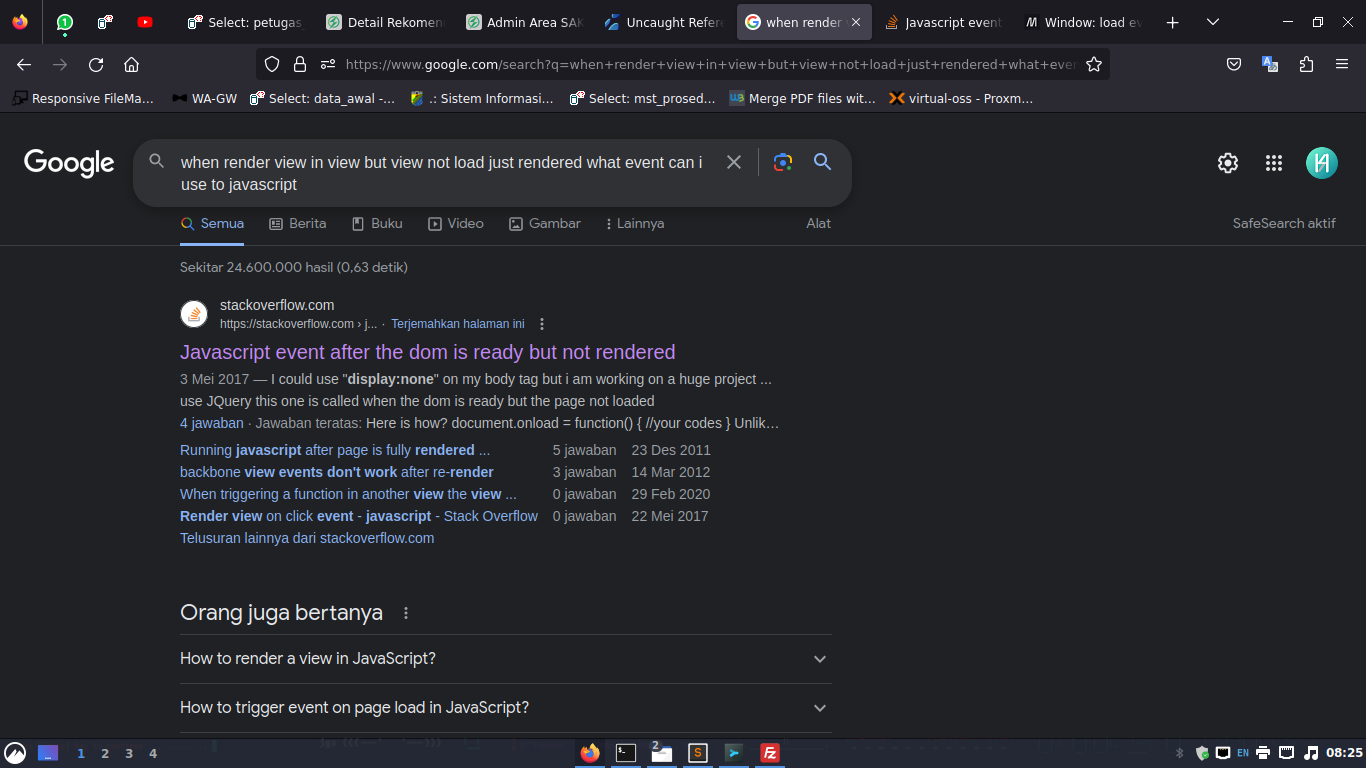 1
Select: petugas
Detail Rekomen
Admin Area SAK
Uncaught Refere
when render
Javascript event
Window: load ev
https://www.google.com/search?q=when+render+view+in+view+but+view+not+load+just+rendered+what+even
Responsive FileMa...
WA-GW
Select: data_awal -...
.: Sistem Informasi...
Select: mst_prosed...
Merge PDF files wit...
virtual-oss - Proxm...
Google
when render view in view but view not load just rendered what event can i
use to javascript
Semua
Berita
Buku
Video
Gambar
Lainnya
Alat
SafeSearch aktif
Sekitar 24.600.000 hasil (0,63 detik)
stackoverflow.com
https://stackoverflow.com › j... · Terjemahkan halaman ini
Javascript event after the dom is ready but not rendered
3 Mei 2017 — I could use "display:none" on my body tag but i am working on a huge project ...
use JQuery this one is called when the dom is ready but the page not loaded
4 jawaban · Jawaban teratas: Here is how? document.onload = function() { //your codes } Unlik…
Running javascript after page is fully rendered ... 5 jawaban 23 Des 2011
backbone view events don't work after re-render 3 jawaban 14 Mar 2012
When triggering a function in another view the view ... 0 jawaban 29 Feb 2020
Render view on click event - javascript - Stack Overflow 0 jawaban 22 Mei 2017
Telusuran lainnya dari stackoverflow.com
Orang juga bertanya
How to render a view in JavaScript?
How to trigger event on page load in JavaScript?
1 2 3 4
2
EN
08:25